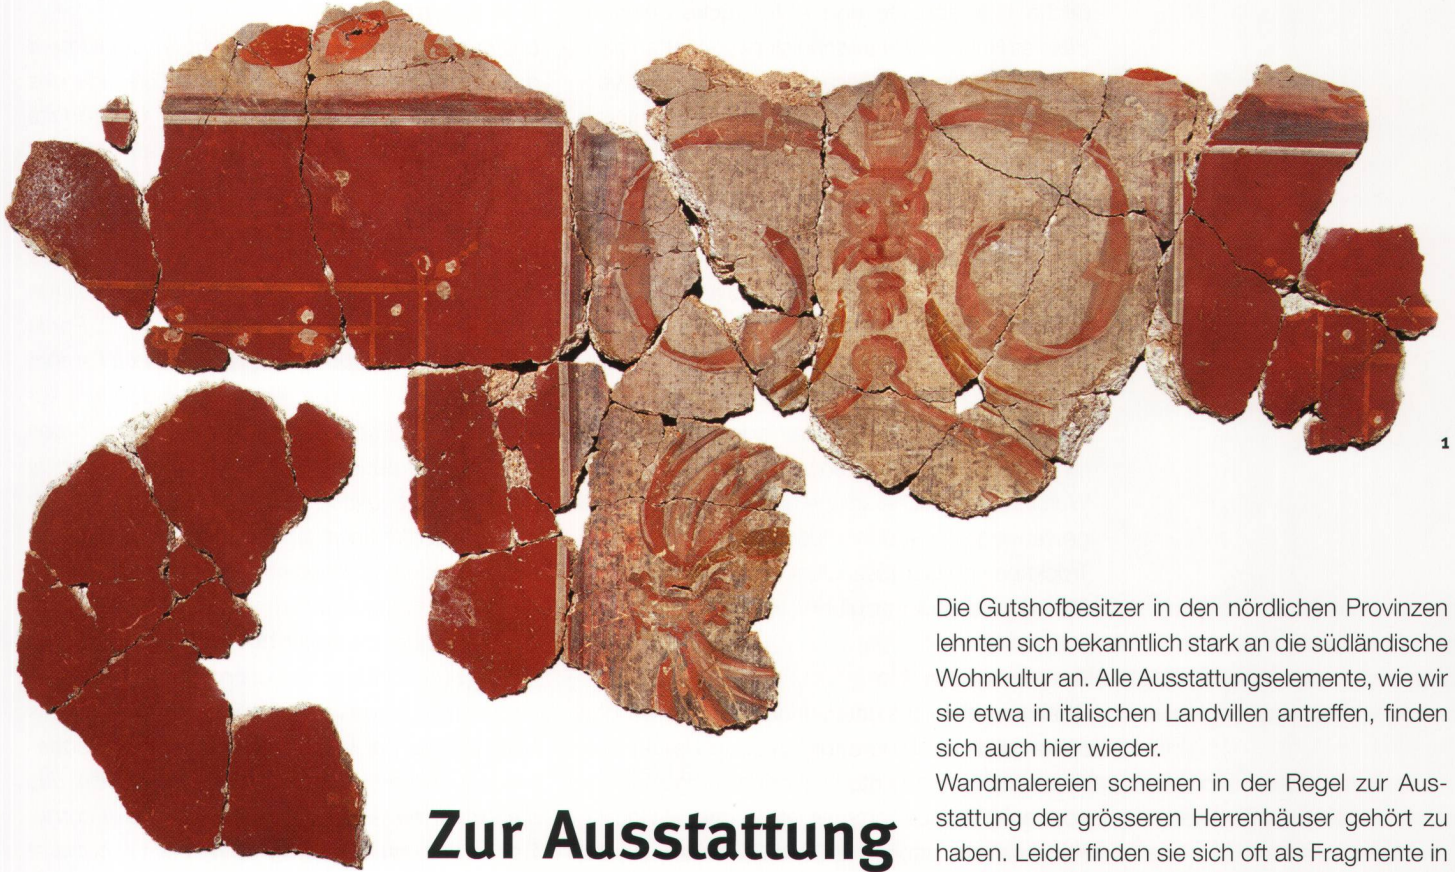 1
Zur Ausstattung
Die Gutshofbesitzer in den nördlichen Provinzen
lehnten sich bekanntlich stark an die südländische
Wohnkultur an. Alle Ausstattungselemente, wie wir
sie etwa in italischen Landvillen antreffen, finden
sich auch hier wieder.
Wandmalereien scheinen in der Regel zur Aus-
stattung der grösseren Herrenhäuser gehört zu
haben. Leider finden sie sich oft als Fragmente in